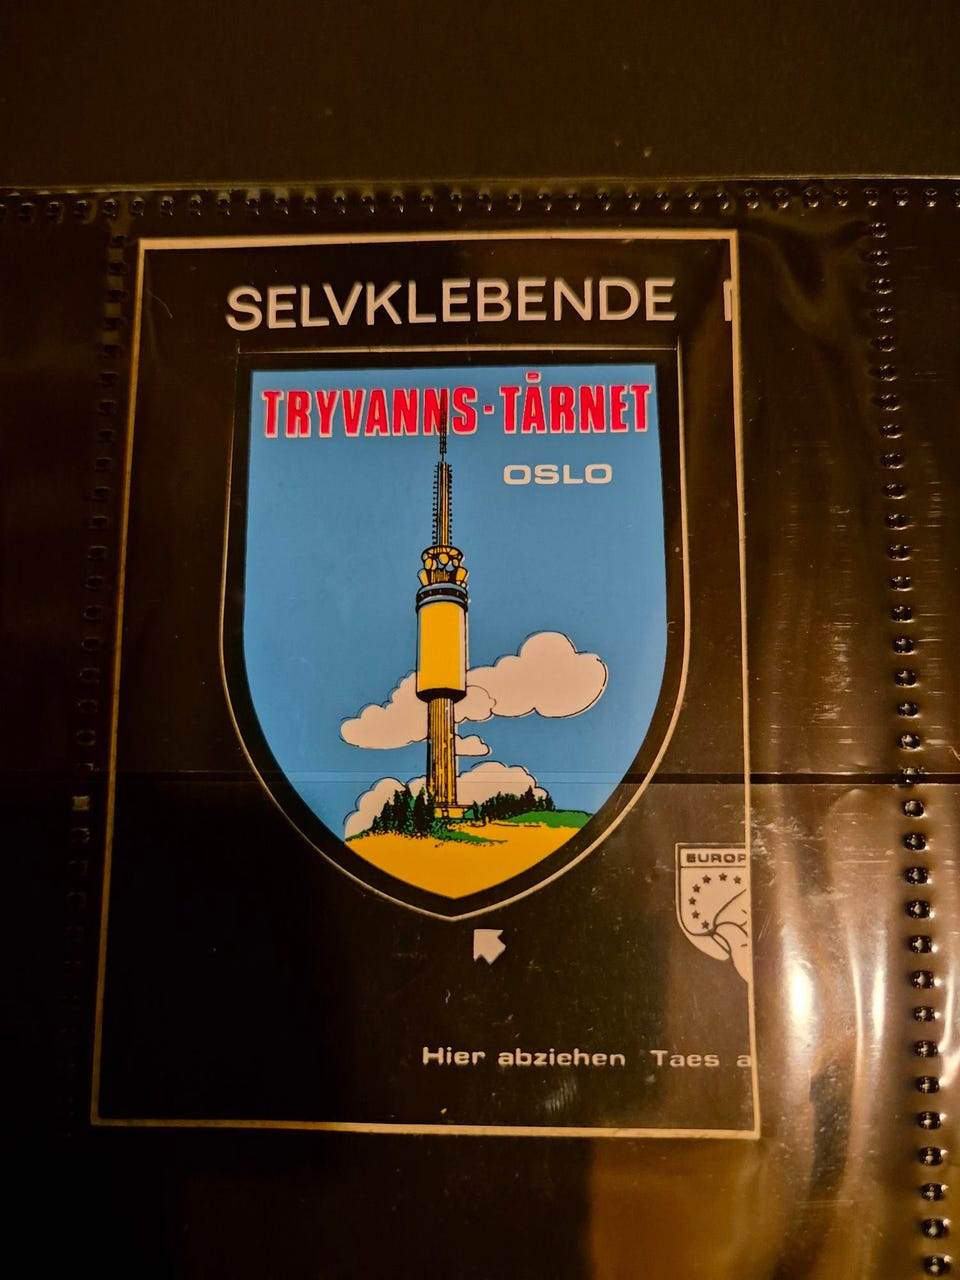 SELVKLEBENDE
TRYVANNS-TÅRNET
OSLO
EUROP
Hier abziehen Taes a